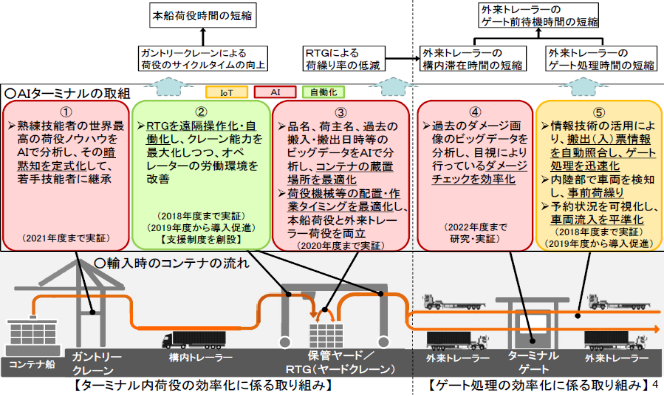 本船荷役時間の短縮
外来トレーラーの
ゲート前待機時間の短縮
ガントリークレーンによる
荷役のサイクルタイムの向上
RTGによる
荷繰り率の低減
外来トレーラーの
構内滞在時間の短縮
外来トレーラーの
ゲート処理時間の短縮
〇AIターミナルの取組
IoT
AI
自働化
①
➢熟練技能者の世界最
高の荷役ノウハウを
AIで分析し、その暗
黙知を定式化して、
若手技能者に継承
(2021年度まで実証)
②
➢RTGを遠隔操作化・自
働化し、クレーン能力を
最大化しつつ、オペ
レーターの労働環境を
改善
(2018年度まで実証)
(2019年度から導入促進)
【支援制度を創設】
③
➢品名、荷主名、過去の
搬入・搬出日時等の
ビッグデータをAIで分
析し、コンテナの蔵置
場所を最適化
➢荷役機械等の配置・作
業タイミングを最適化し、
本船荷役と外来トレー
ラー荷役を両立
(2020年度まで実証)
④
➢過去のダメージ画
像のビッグデータを
分析し、目視により
行っているダメージ
チェックを効率化
(2022年度まで
研究・実証)
⑤
➢情報技術の活用によ
り、搬出(入)票情報
を自動照合し、ゲート
処理を迅速化
➢内陸部で車両を検知
し、事前荷繰り
➢予約状況を可視化し、
車両流入を平準化
(2018年度まで実証)
(2019年度から導入促進)
〇輸入時のコンテナの流れ
コンテナ船
ガントリー
クレーン
構内トレーラー
保管ヤード/
RTG(ヤードクレーン)
外来トレーラー
ターミナル
ゲート
外来トレーラー
【ターミナル内荷役の効率化に係る取り組み】
【ゲート処理の効率化に係る取り組み】
4